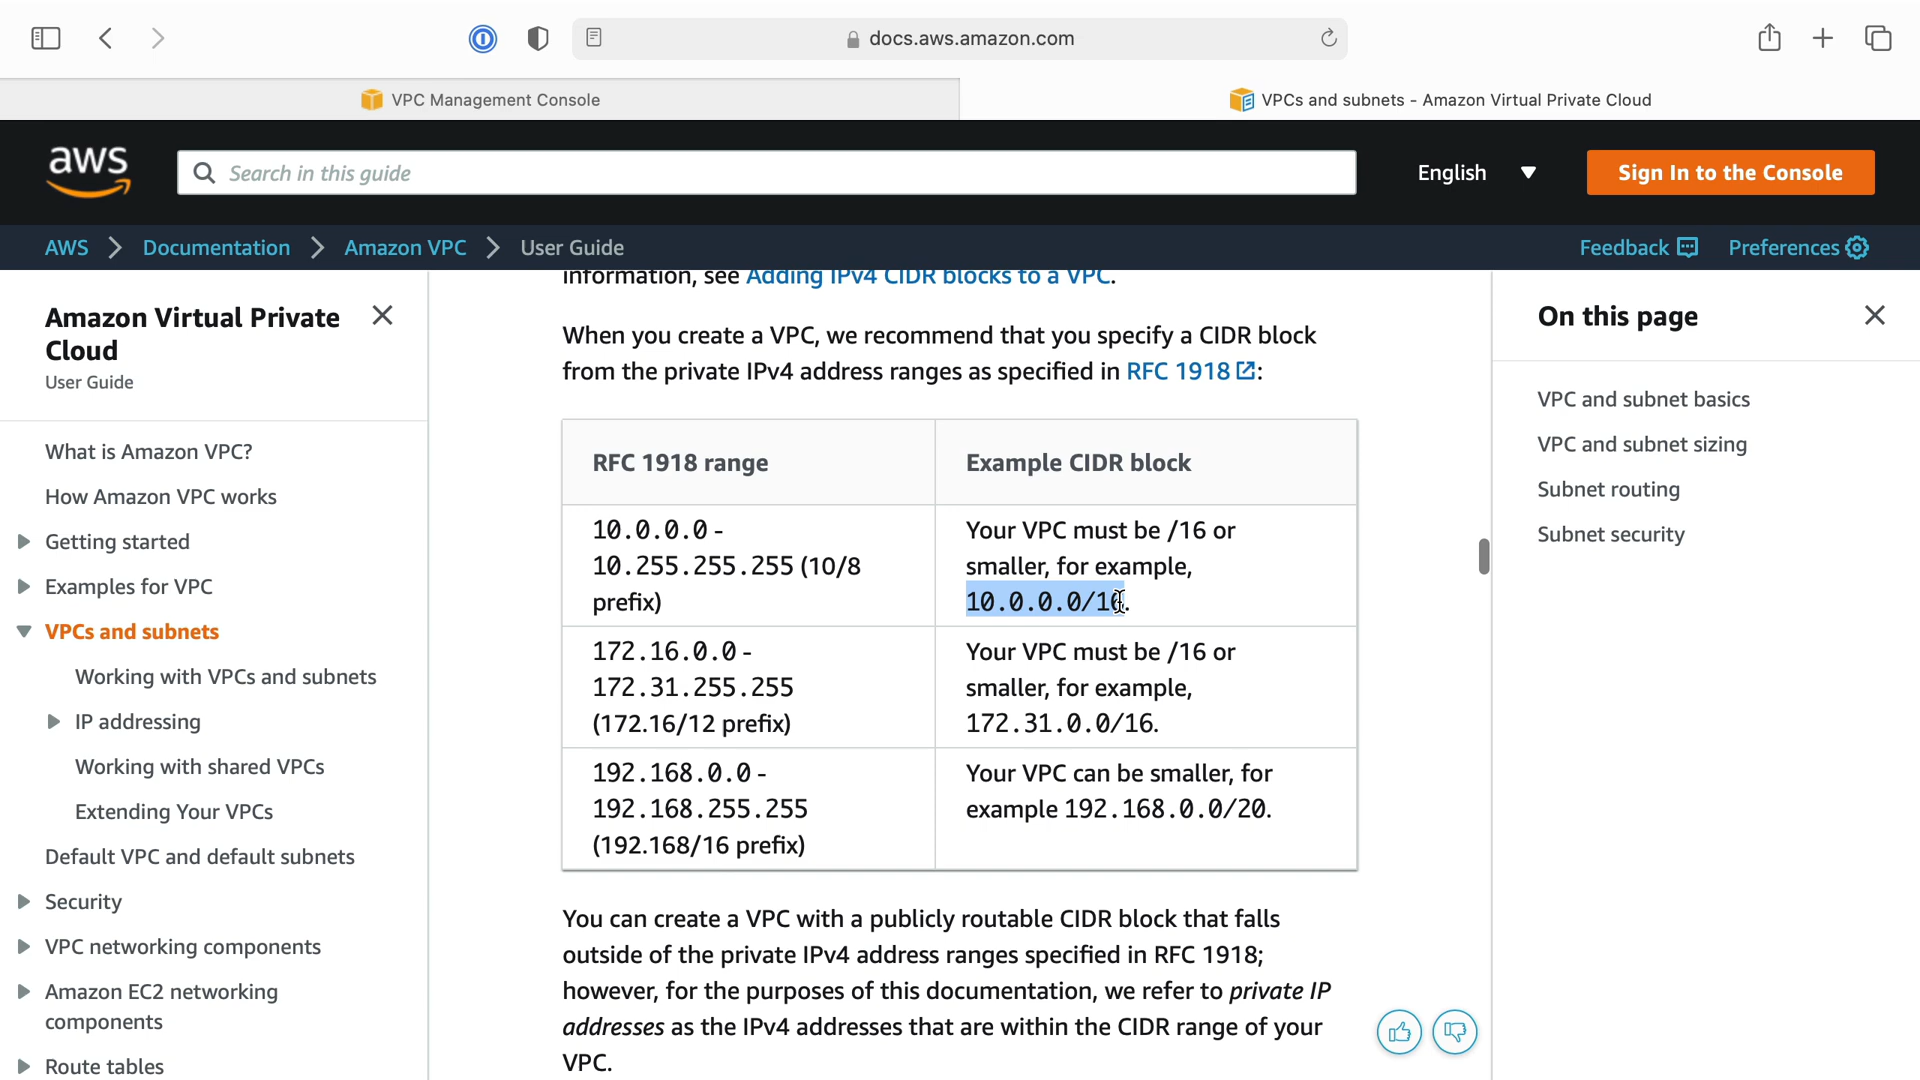 docs.aws.amazon.com
VPC Management Console
VPCs and subnets - Amazon Virtual Private Cloud
aws
Search in this guide
English
Sign In to the Console
AWS
Documentation
Amazon VPC
User Guide
Feedback
Preferences
Amazon Virtual Private
Cloud
User Guide
What is Amazon VPC?
How Amazon VPC works
Getting started
Examples for VPC
VPCs and subnets
Working with VPCs and subnets
IP addressing
Working with shared VPCs
Extending Your VPCs
Default VPC and default subnets
Security
VPC networking components
Amazon EC2 networking
components
Route tables
information, see Adding IPv4 CIDR blocks to a VPC.
When you create a VPC, we recommend that you specify a CIDR block
from the private IPv4 address ranges as specified in RFC 1918:
RFC 1918 range
Example CIDR block
10.0.0.0 -
10.255.255.255 (10/8
prefix)
Your VPC must be /16 or
smaller, for example,
10.0.0.0/16.
172.16.0.0 -
172.31.255.255
(172.16/12 prefix)
Your VPC must be /16 or
smaller, for example,
172.31.0.0/16.
192.168.0.0 -
192.168.255.255
(192.168/16 prefix)
Your VPC can be smaller, for
example 192.168.0.0/20.
You can create a VPC with a publicly routable CIDR block that falls
outside of the private IPv4 address ranges specified in RFC 1918;
however, for the purposes of this documentation, we refer to private IP
addresses as the IPv4 addresses that are within the CIDR range of your
VPC.
On this page
VPC and subnet basics
VPC and subnet sizing
Subnet routing
Subnet security